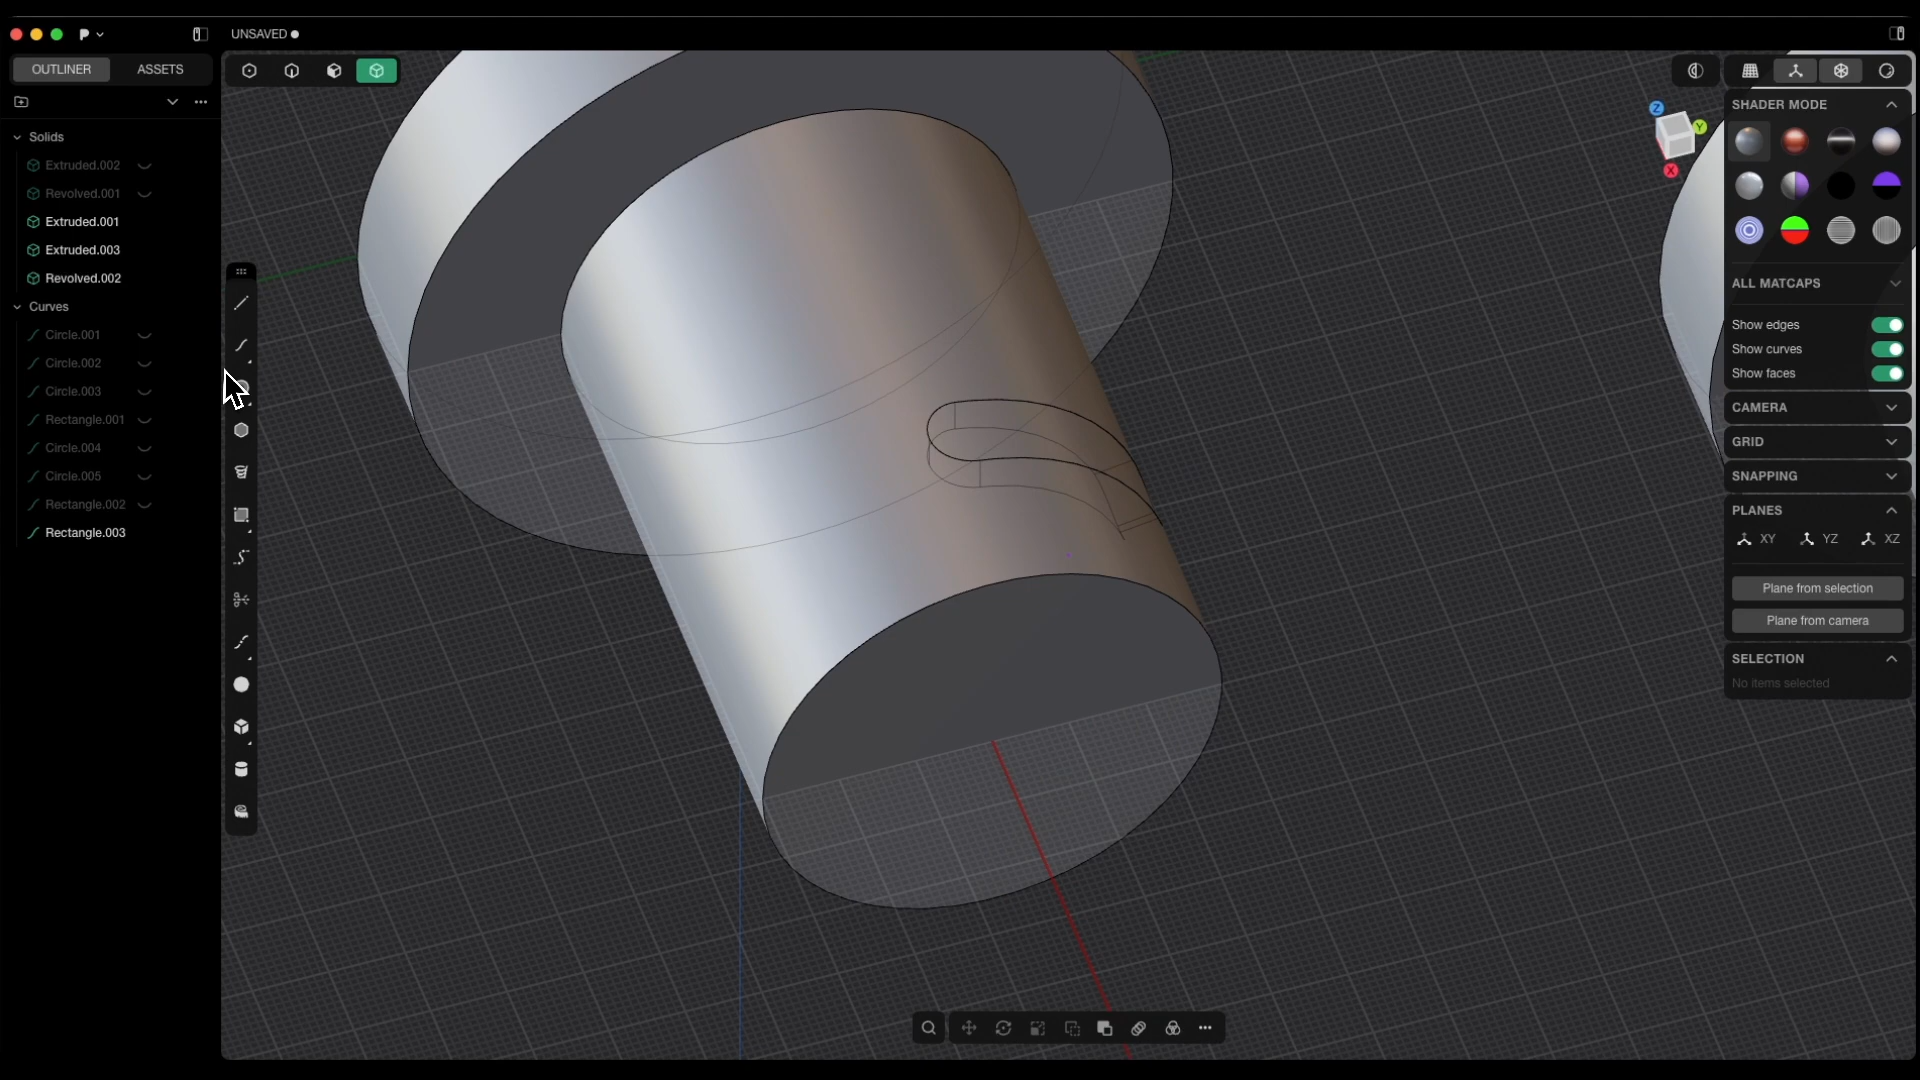 UNSAVED
OUTLINER
ASSETS
Solids
Extruded.002
Revolved.001
Extruded.001
Extruded.003
Revolved.002
Curves
Circle.001
Circle.002
Circle.003
Rectangle.001
Circle.004
Circle.005
Rectangle.002
Rectangle.003
Z
Y
X
SHADER MODE
ALL MATCAPS
Show edges
Show curves
Show faces
CAMERA
GRID
SNAPPING
PLANES
XY YZ XZ
Plane from selection
Plane from camera
SELECTION
No items selected